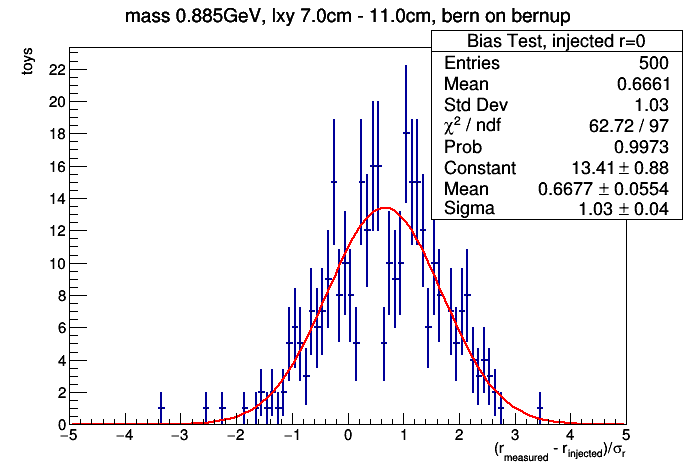 mass 0.885GeV, lxy 7.0cm - 11.0cm, bern on bernup
Bias Test, injected r=0
Entries 500
Mean 0.6661
Std Dev 1.03
χ² / ndf 62.72 / 97
Prob 0.9973
Constant 13.41 ± 0.88
Mean 0.6677 ± 0.0554
Sigma 1.03 ± 0.04
toys
22
20
18
16
14
12
10
8
6
4
2
0
−5 −4 −3 −2 −1 0 1 2 3 4 5
(r_measured - r_injected)/σ_r